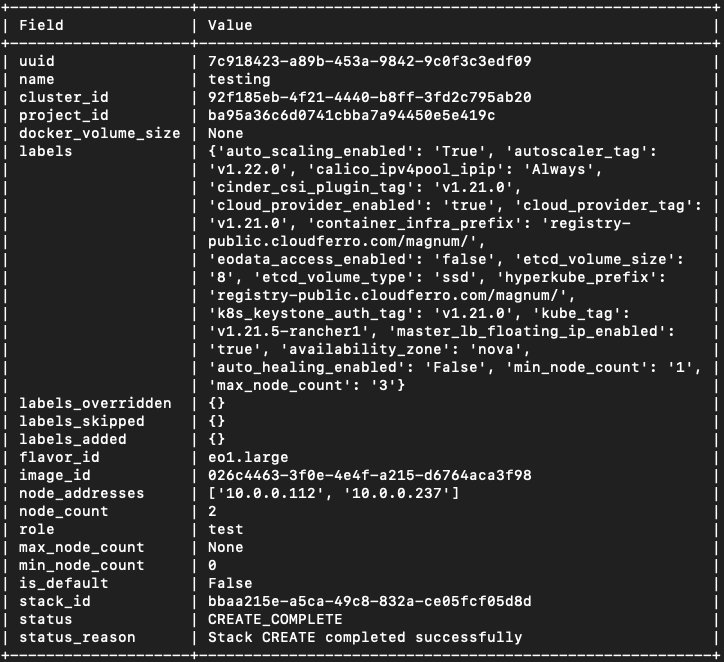 Field | Value
uuid | 7c918423-a89b-453a-9842-9c0f3c3edf09
name | testing
cluster_id | 92f185eb-4f21-4440-b8ff-3fd2c795ab20
project_id | ba95a36c6d0741cbba7a94450e5e419c
docker_volume_size | None
labels | {'auto_scaling_enabled': 'True', 'autoscaler_tag':
'v1.22.0', 'calico_ipv4pool_ipip': 'Always',
'cinder_csi_plugin_tag': 'v1.21.0',
'cloud_provider_enabled': 'true', 'cloud_provider_tag':
'v1.21.0', 'container_infra_prefix': 'registry-
public.cloudferro.com/magnum/',
'eodata_access_enabled': 'false', 'etcd_volume_size':
'8', 'etcd_volume_type': 'ssd', 'hyperkube_prefix':
'registry-public.cloudferro.com/magnum/',
'k8s_keystone_auth_tag': 'v1.21.0', 'kube_tag':
'v1.21.5-rancher1', 'master_lb_floating_ip_enabled':
'true', 'availability_zone': 'nova',
'auto_healing_enabled': 'False', 'min_node_count': '1',
'max_node_count': '3'}
labels_overridden | {}
labels_skipped | {}
labels_added | {}
flavor_id | eo1.large
image_id | 026c4463-3f0e-4e4f-a215-d6764aca3f98
node_addresses | ['10.0.0.112', '10.0.0.237']
node_count | 2
role | test
max_node_count | None
min_node_count | 0
is_default | False
stack_id | bbaa215e-a5ca-49c8-832a-ce05fcf05d8d
status | CREATE_COMPLETE
status_reason | Stack CREATE completed successfully